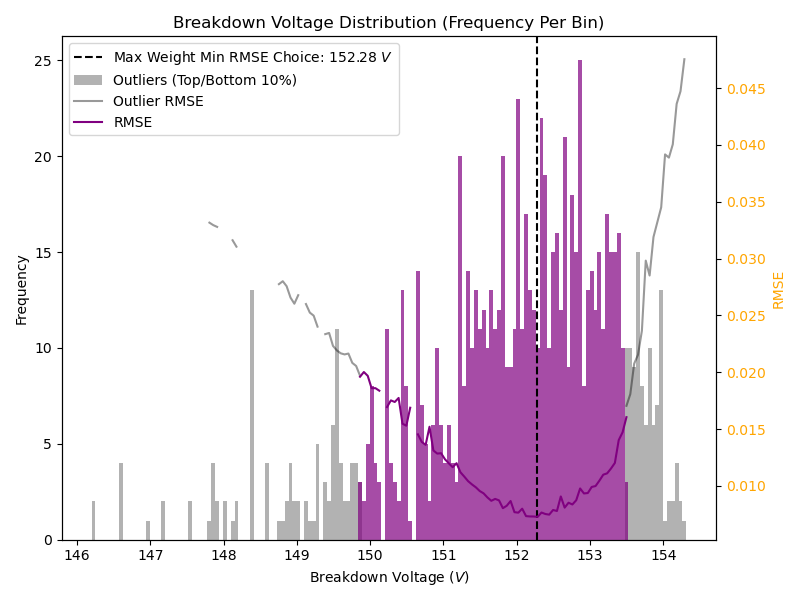 Breakdown Voltage Distribution (Frequency Per Bin)
Max Weight Min RMSE Choice: 152.28 V
Outliers (Top/Bottom 10%)
Outlier RMSE
RMSE
25
20
15
10
5
0
Frequency
0.045
0.040
0.035
0.030
0.025
0.020
0.015
0.010
RMSE
146 147 148 149 150 151 152 153 154
Breakdown Voltage (V)